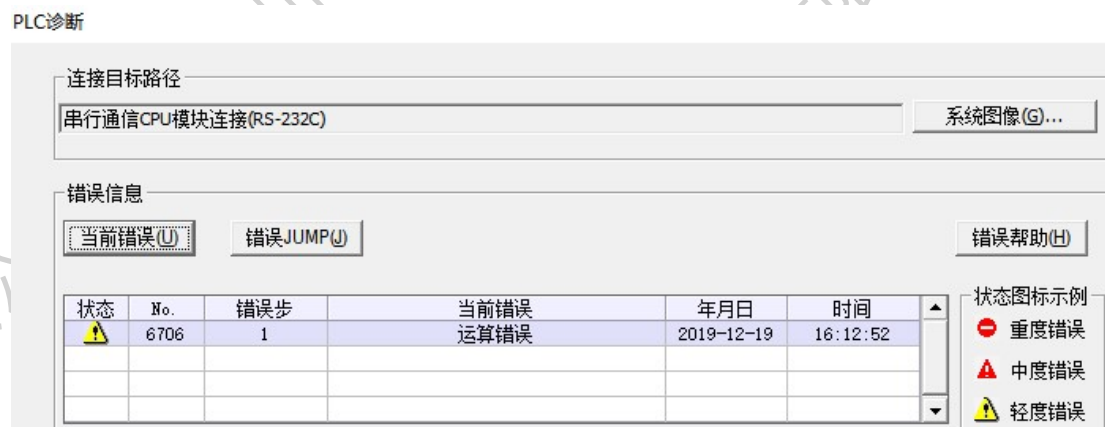 PLC诊断
连接目标路径
串行通信CPU模块连接(RS-232C)
系统图像(G)...
错误信息
当前错误(U) 错误JUMP(J) 错误帮助(H)
状态 No. 错误步 当前错误 年月日 时间
6706 1 运算错误 2019-12-19 16:12:52
状态图标示例
重度错误
中度错误
轻度错误